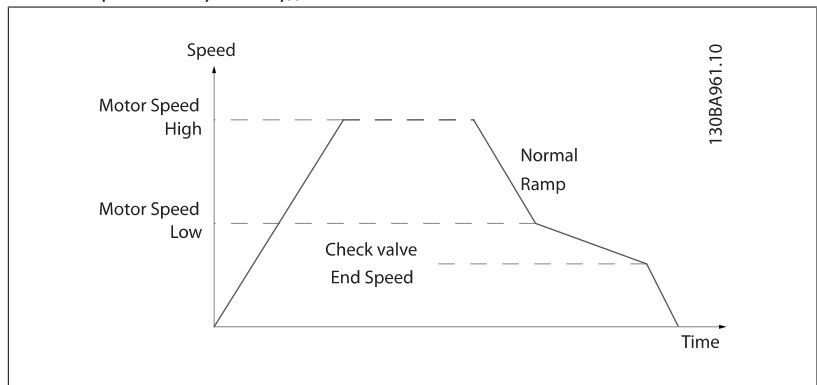 Speed
130BA961.10
Motor Speed
High
Normal
Ramp
Motor Speed
Low
Check valve
End Speed
Time